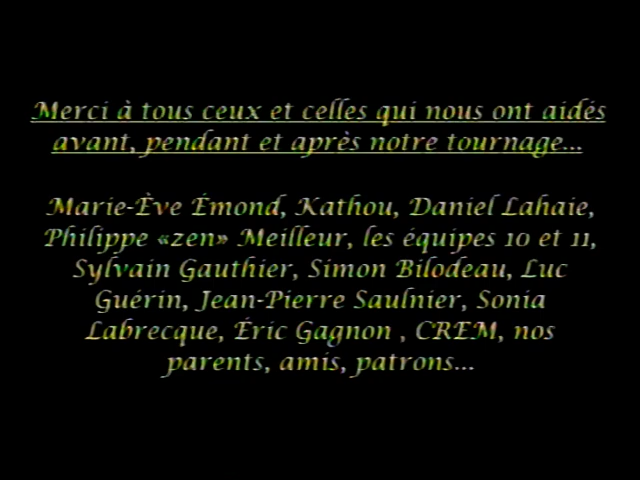 Merci à tous ceux et celles qui nous ont aidés
avant, pendant et après notre tournage...
Marie-Ève Émond, Kathou, Daniel Lahaie,
Philippe «zen» Meilleur, les équipes 10 et 11,
Sylvain Gauthier, Simon Bilodeau, Luc
Guérin, Jean-Pierre Saulnier, Sonia
Labrecque, Éric Gagnon , CREM, nos
parents, amis, patrons...